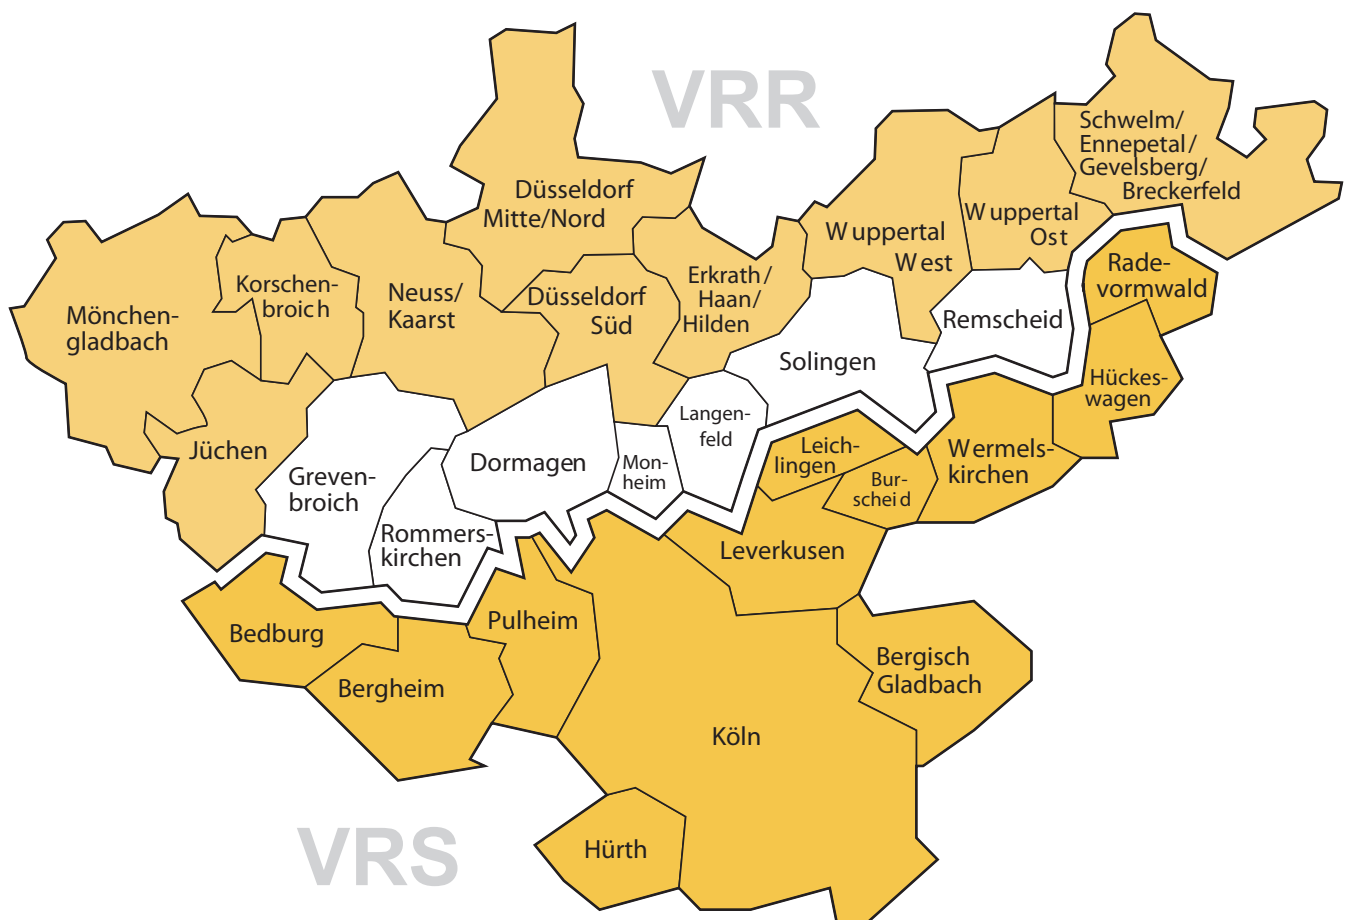 VRR
Schwelm/
Ennepetal/
Gevelsberg/
Breckerfeld
Düsseldorf
Mitte/Nord
Wuppertal
Ost
Wuppertal
West
Rade-
vormwald
Korschen-
broich
Neuss/
Kaarst
Düsseldorf
Süd
Erkrath/
Haan/
Hilden
Mönchen-
gladbach
Remscheid
Solingen
Hückes-
wagen
Langen-
feld
Jüchen
Greven-
broich
Dormagen
Mon-
heim
Leich-
lingen
Bur-
scheid
Wermels-
kirchen
Rommers-
kirchen
Leverkusen
Bedburg
Pulheim
Bergheim
Bergisch
Gladbach
Köln
VRS
Hürth